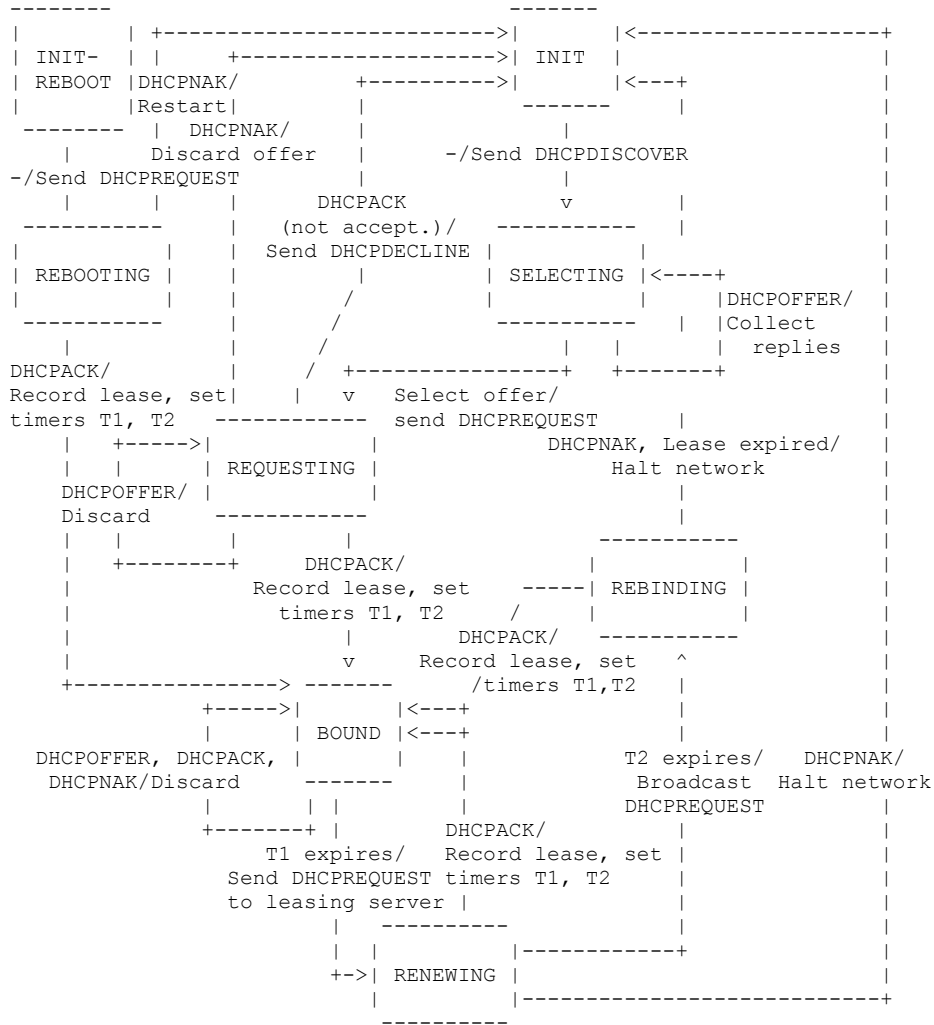 INIT
INIT-
REBOOT DHCPNAK/
Restart
DHCPNAK/
Discard offer -/Send DHCPDISCOVER
-/Send DHCPREQUEST
DHCPACK v
(not accept.)/
Send DHCPDECLINE
REBOOTING SELECTING
DHCPOFFER/
Collect
replies
DHCPACK/
Record lease, set v Select offer/
timers T1, T2 send DHCPREQUEST
DHCPNAK, Lease expired/
REQUESTING Halt network
DHCPOFFER/
Discard
DHCPACK/
Record lease, set REBINDING
timers T1, T2
DHCPACK/
v Record lease, set
/timers T1,T2
BOUND
DHCPOFFER, DHCPACK, T2 expires/ DHCPNAK/
DHCPNAK/Discard Broadcast Halt network
DHCPREQUEST
DHCPACK/
T1 expires/ Record lease, set
Send DHCPREQUEST timers T1, T2
to leasing server
RENEWING